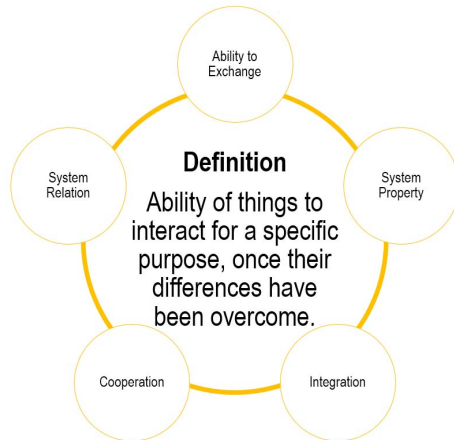 Ability to
Exchange
System
Relation
System
Property
Definition
Ability of things to
interact for a specific
purpose, once their
differences have
been overcome.
Cooperation
Integration